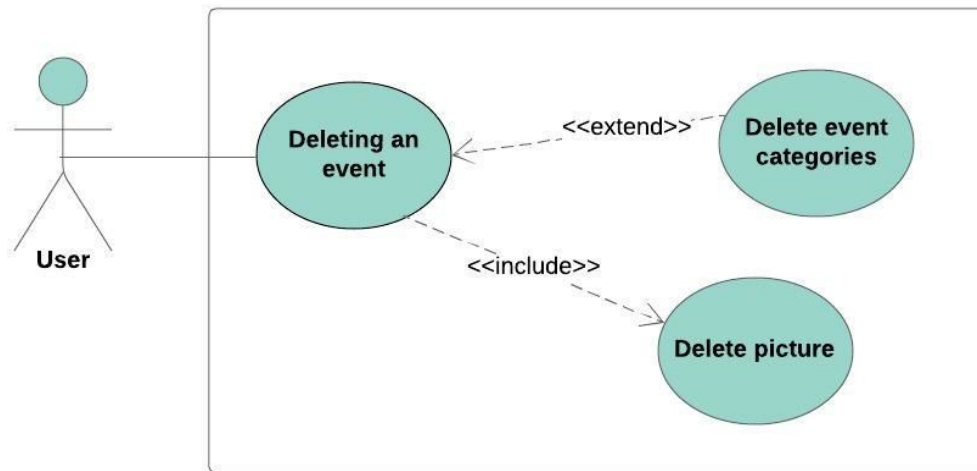 Deleting an
event
<<extend>>
Delete event
categories
User
<<include>>
Delete picture